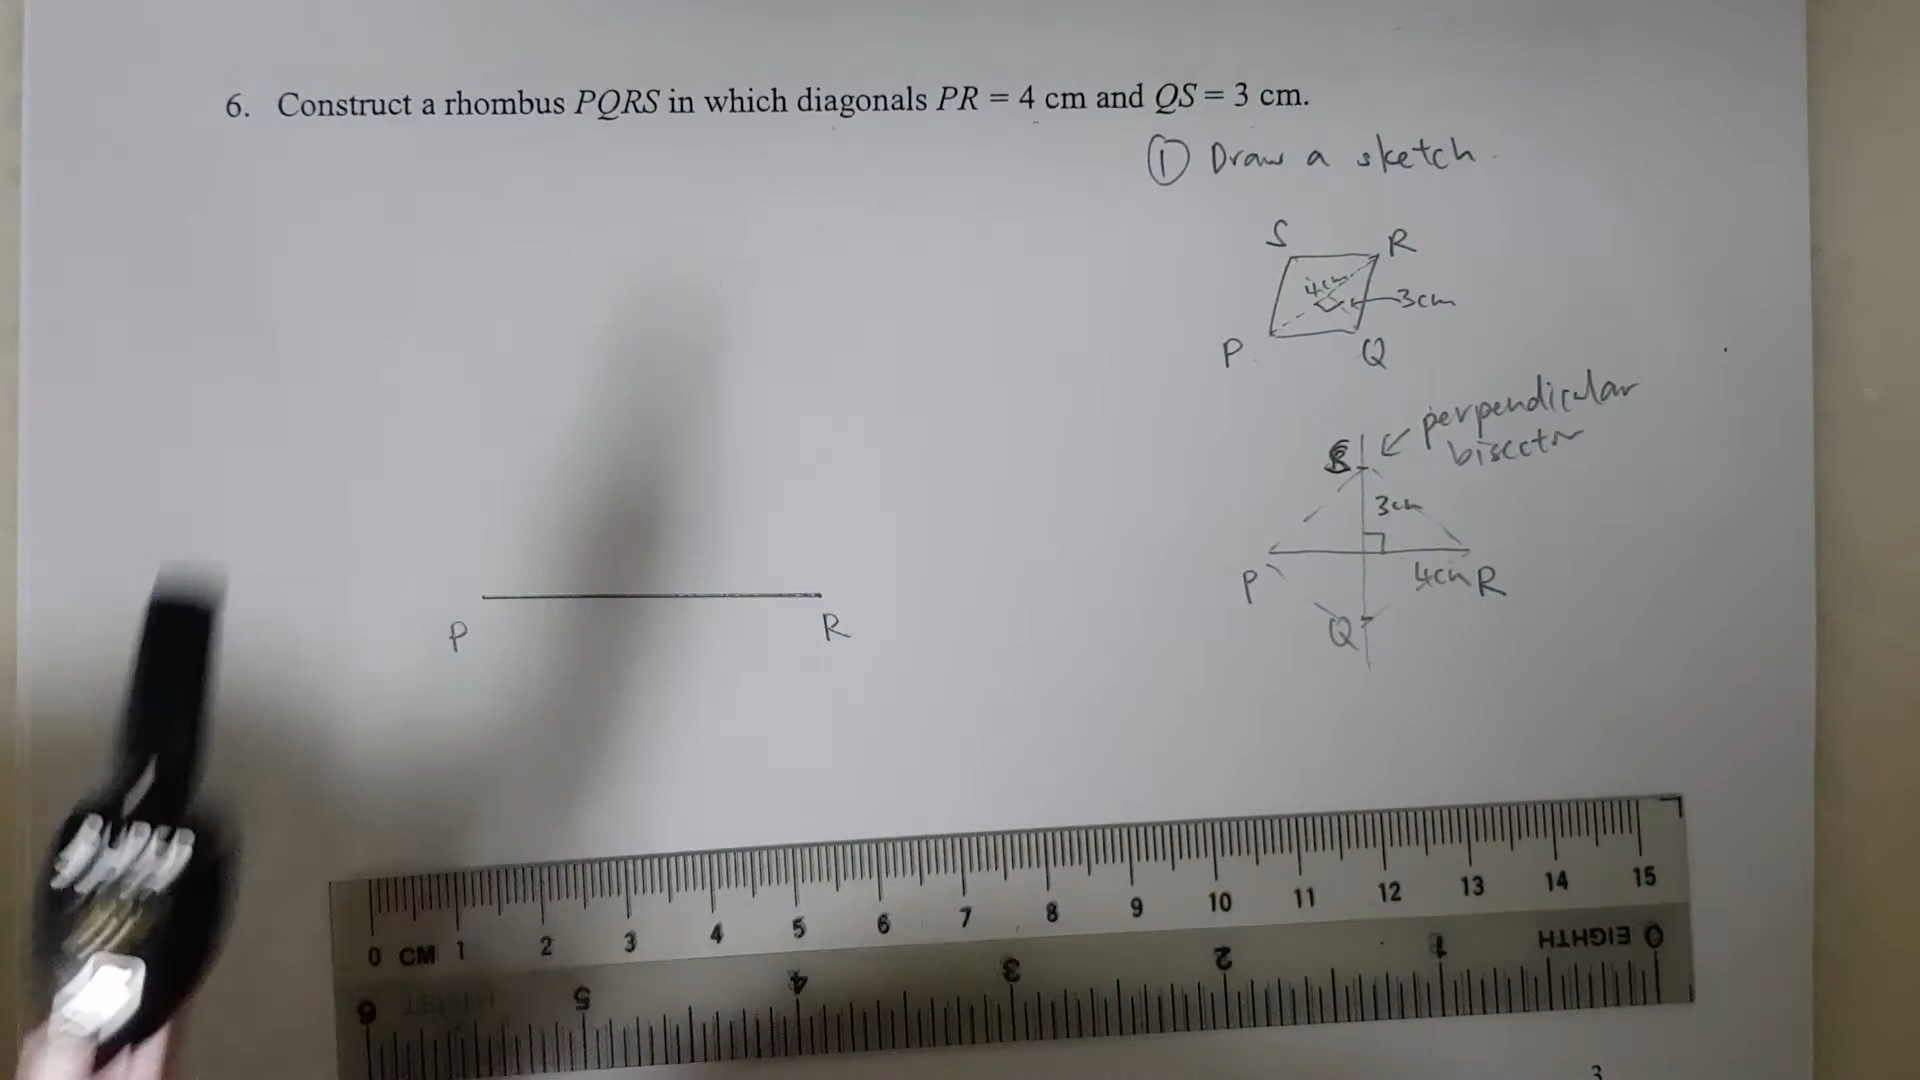 6. Construct a rhombus PQRS in which diagonals PR = 4 cm and QS = 3 cm.
① Draw a sketch.
S R
4cm
3cm
P Q
perpendicular
bisector
S
3cm
P
4cm R
Q
P R
0 CM 1 2 3 4 5 6 7 8 9 10 11 12 13 14 15
6 5 4 3 2 1 0 EIGHTH
3